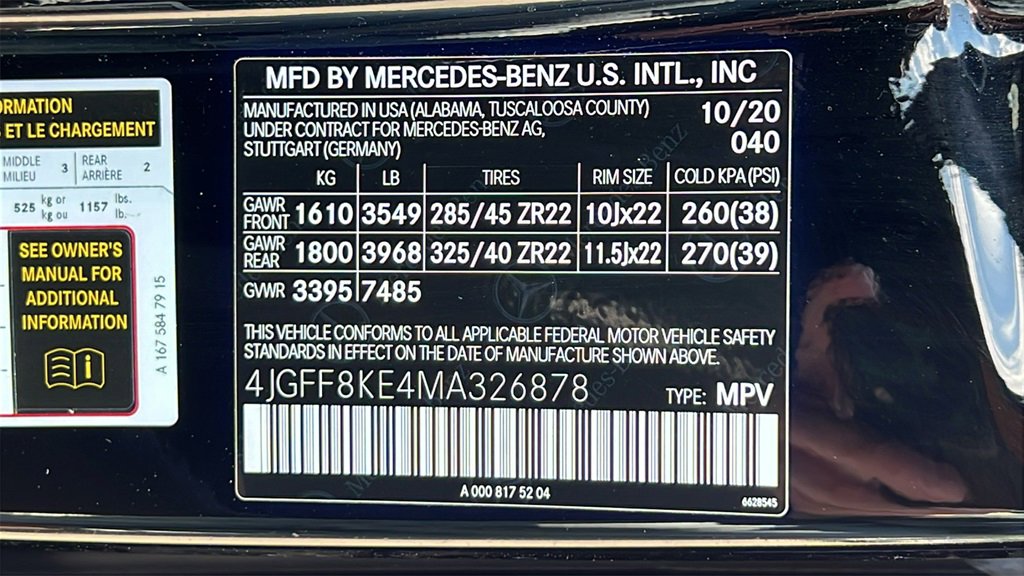 ORMATION
ET LE CHARGEMENT
MIDDLE MILIEU 3 REAR ARRIÈRE 2
525 kg or kg ou 1157 lbs. lb.
SEE OWNER'S
MANUAL FOR
ADDITIONAL
INFORMATION
A 167 584 79 15
MFD BY MERCEDES-BENZ U.S. INTL., INC
MANUFACTURED IN USA (ALABAMA, TUSCALOOSA COUNTY)
UNDER CONTRACT FOR MERCEDES-BENZ AG,
STUTTGART (GERMANY)
10/20
040
KG LB TIRES RIM SIZE COLD KPA (PSI)
GAWR FRONT 1610 3549 285/45 ZR22 10Jx22 260(38)
GAWR REAR 1800 3968 325/40 ZR22 11.5Jx22 270(39)
GVWR 3395 7485
THIS VEHICLE CONFORMS TO ALL APPLICABLE FEDERAL MOTOR VEHICLE SAFETY
STANDARDS IN EFFECT ON THE DATE OF MANUFACTURE SHOWN ABOVE.
4JGFF8KE4MA326878 TYPE: MPV
A 000 817 52 04
6628545